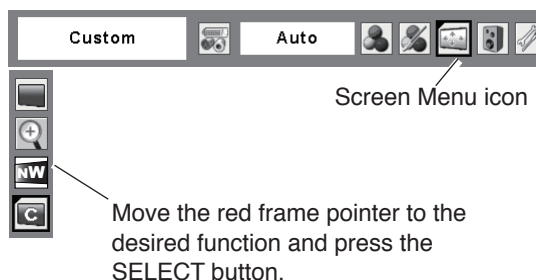 Custom
Auto
Screen Menu icon
NW
C
Move the red frame pointer to the
desired function and press the
SELECT button.